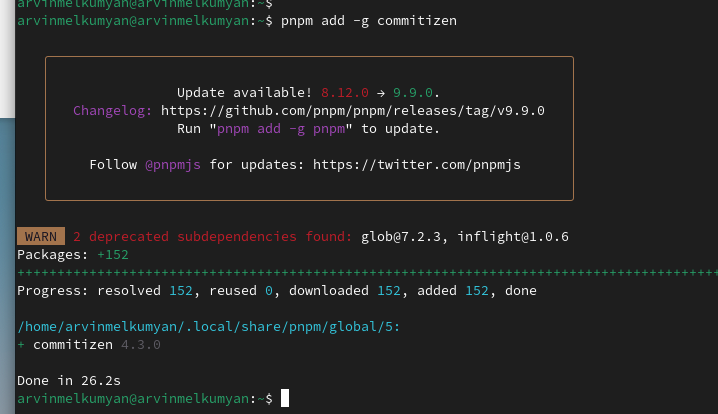 arvinmelkumyan@arvinmelkumyan:~$
arvinmelkumyan@arvinmelkumyan:~$ pnpm add -g commitizen
Update available! 8.12.0 → 9.9.0.
Changelog: https://github.com/pnpm/pnpm/releases/tag/v9.9.0
Run "pnpm add -g pnpm" to update.
Follow @pnpmjs for updates: https://twitter.com/pnpmjs
WARN 2 deprecated subdependencies found: glob@7.2.3, inflight@1.0.6
Packages: +152
++++++++++++++++++++++++++++++++++++++++++++++++++++++++++++++++++++++++++++++++++++++++
Progress: resolved 152, reused 0, downloaded 152, added 152, done
/home/arvinmelkumyan/.local/share/pnpm/global/5:
+ commitizen 4.3.0
Done in 26.2s
arvinmelkumyan@arvinmelkumyan:~$